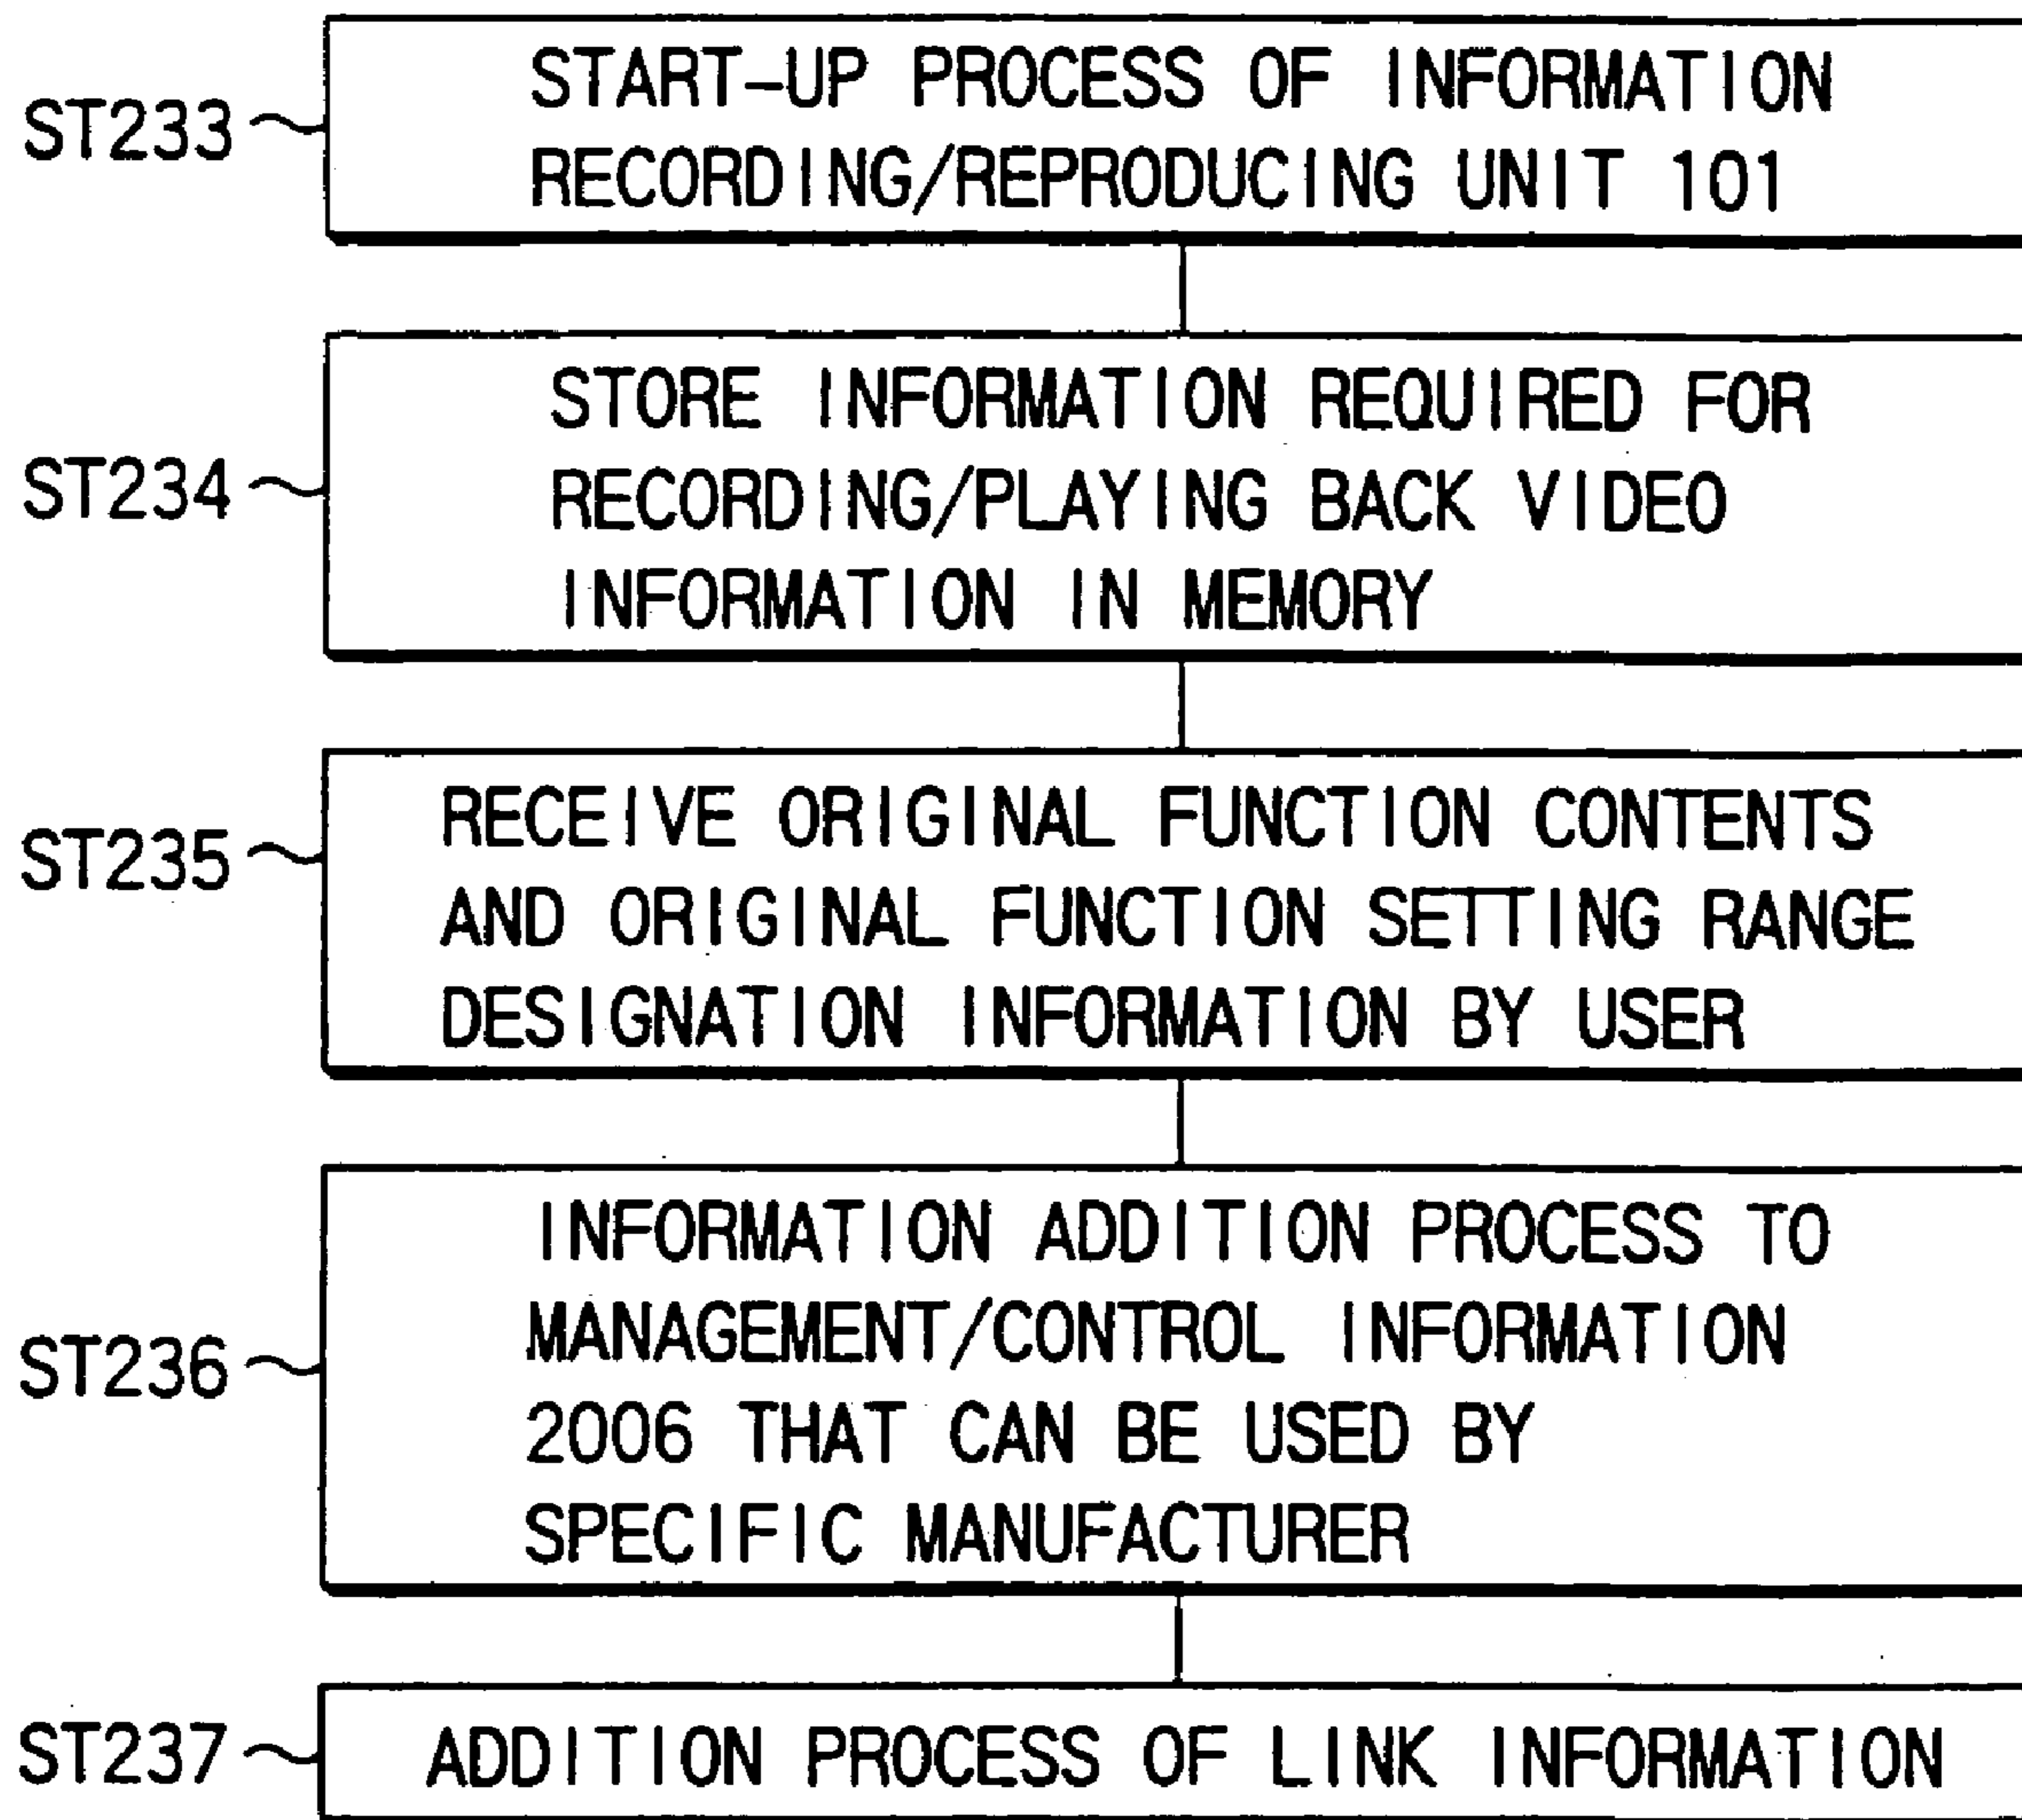 START-UP PROCESS OF INFORMATION
ST233
RECORDING/REPRODUCING UNIT 101
STORE INFORMATION REQUIRED FOR
ST234
RECORDING/PLAYING BACK VIDEO
INFORMATION IN MEMORY
RECEIVE ORIGINAL FUNCTION CONTENTS
ST235
AND ORIGINAL FUNCTION SETTING RANGE
DESIGNATION INFORMATION BY USER
INFORMATION ADDITION PROCESS TO
MANAGEMENT/CONTROL INFORMATION
ST236
2006 THAT CAN BE USED BY
SPECIFIC MANUFACTURER
ST237
ADDITION PROCESS OF LINK INFORMATION